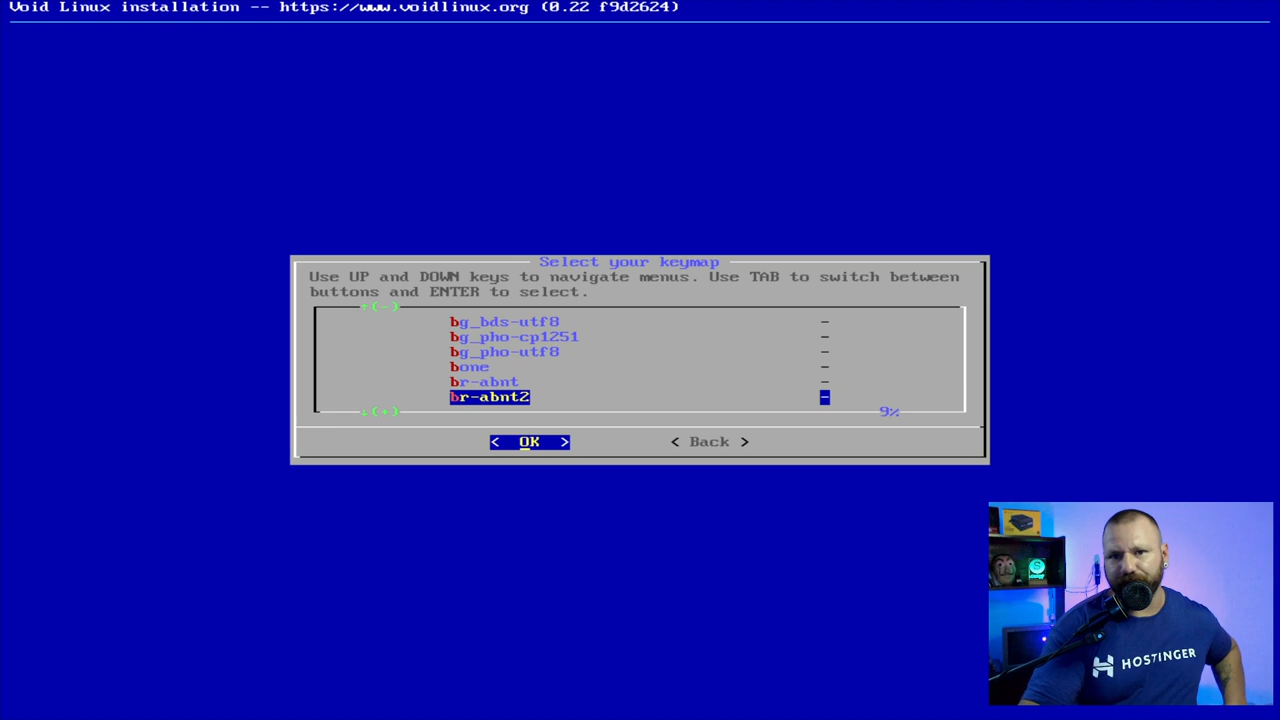 Void Linux installation -- https://www.voidlinux.org (0.22 f9d2624)
Select your keymap
Use UP and DOWN keys to navigate menus. Use TAB to switch between
buttons and ENTER to select.
↑(-)
bg_bds-utf8 -
bg_pho-cp1251 -
bg_pho-utf8 -
bone -
br-abnt -
br-abnt2 -
↓(+) 9%
< OK > < Back >
HOSTINGER